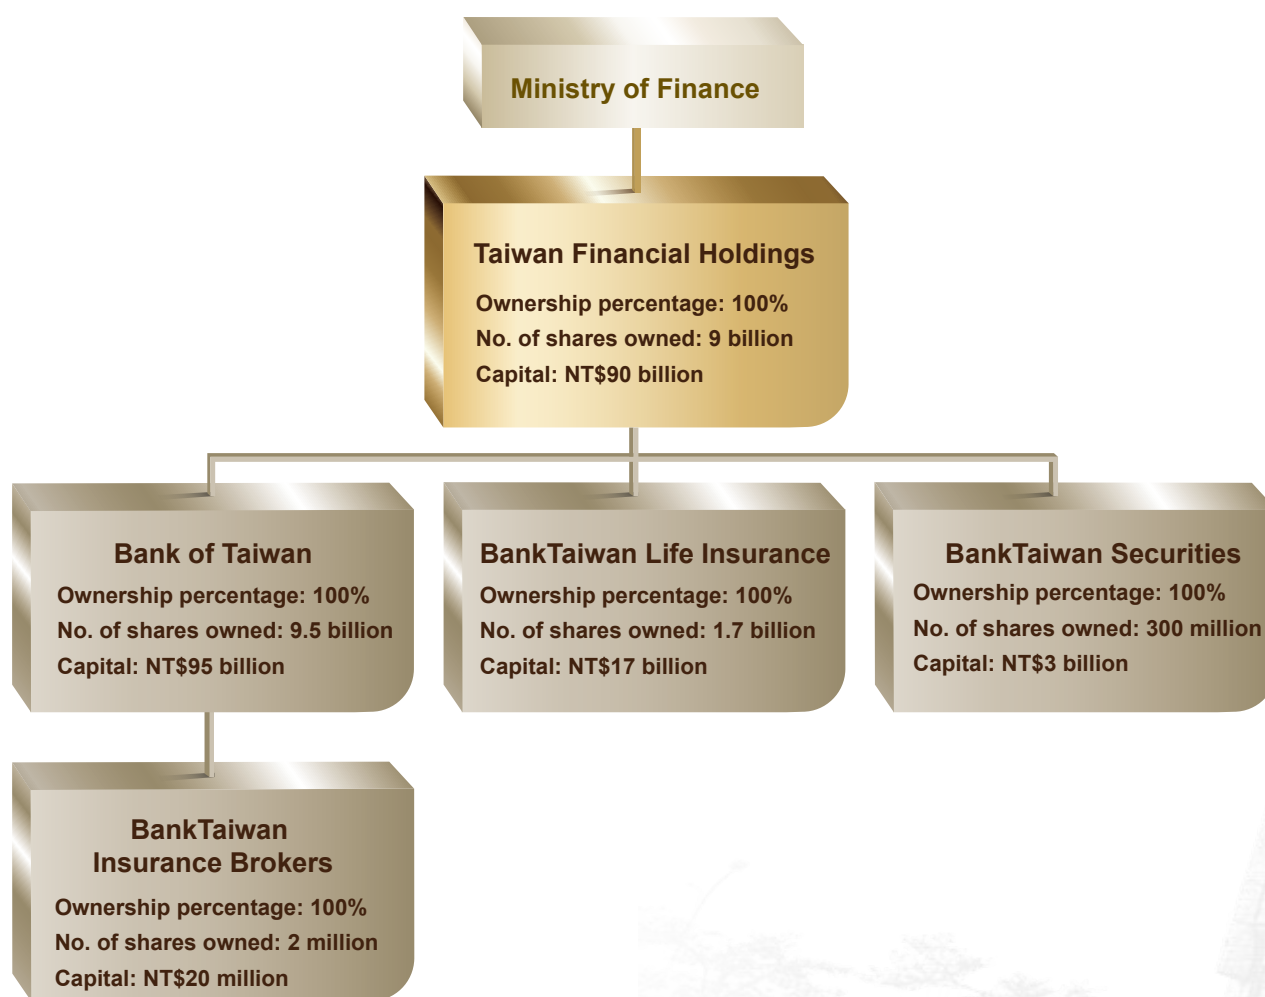 Ministry of Finance
Taiwan Financial Holdings
Ownership percentage: 100%
No. of shares owned: 9 billion
Capital: NT$90 billion
Bank of Taiwan
Ownership percentage: 100%
No. of shares owned: 9.5 billion
Capital: NT$95 billion
BankTaiwan Life Insurance
Ownership percentage: 100%
No. of shares owned: 1.7 billion
Capital: NT$17 billion
BankTaiwan Securities
Ownership percentage: 100%
No. of shares owned: 300 million
Capital: NT$3 billion
BankTaiwan
Insurance Brokers
Ownership percentage: 100%
No. of shares owned: 2 million
Capital: NT$20 million